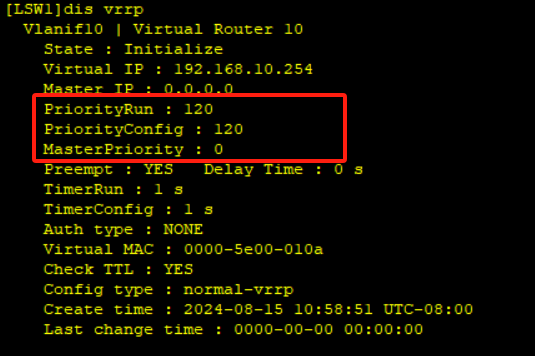 [LSW1]dis vrrp
Vlanif10 | Virtual Router 10
State : Initialize
Virtual IP : 192.168.10.254
Master IP : 0.0.0.0
PriorityRun : 120
PriorityConfig : 120
MasterPriority : 0
Preempt : YES   Delay Time : 0 s
TimerRun : 1 s
TimerConfig : 1 s
Auth type : NONE
Virtual MAC : 0000-5e00-010a
Check TTL : YES
Config type : normal-vrrp
Create time : 2024-08-15 10:58:51 UTC-08:00
Last change time : 0000-00-00 00:00:00